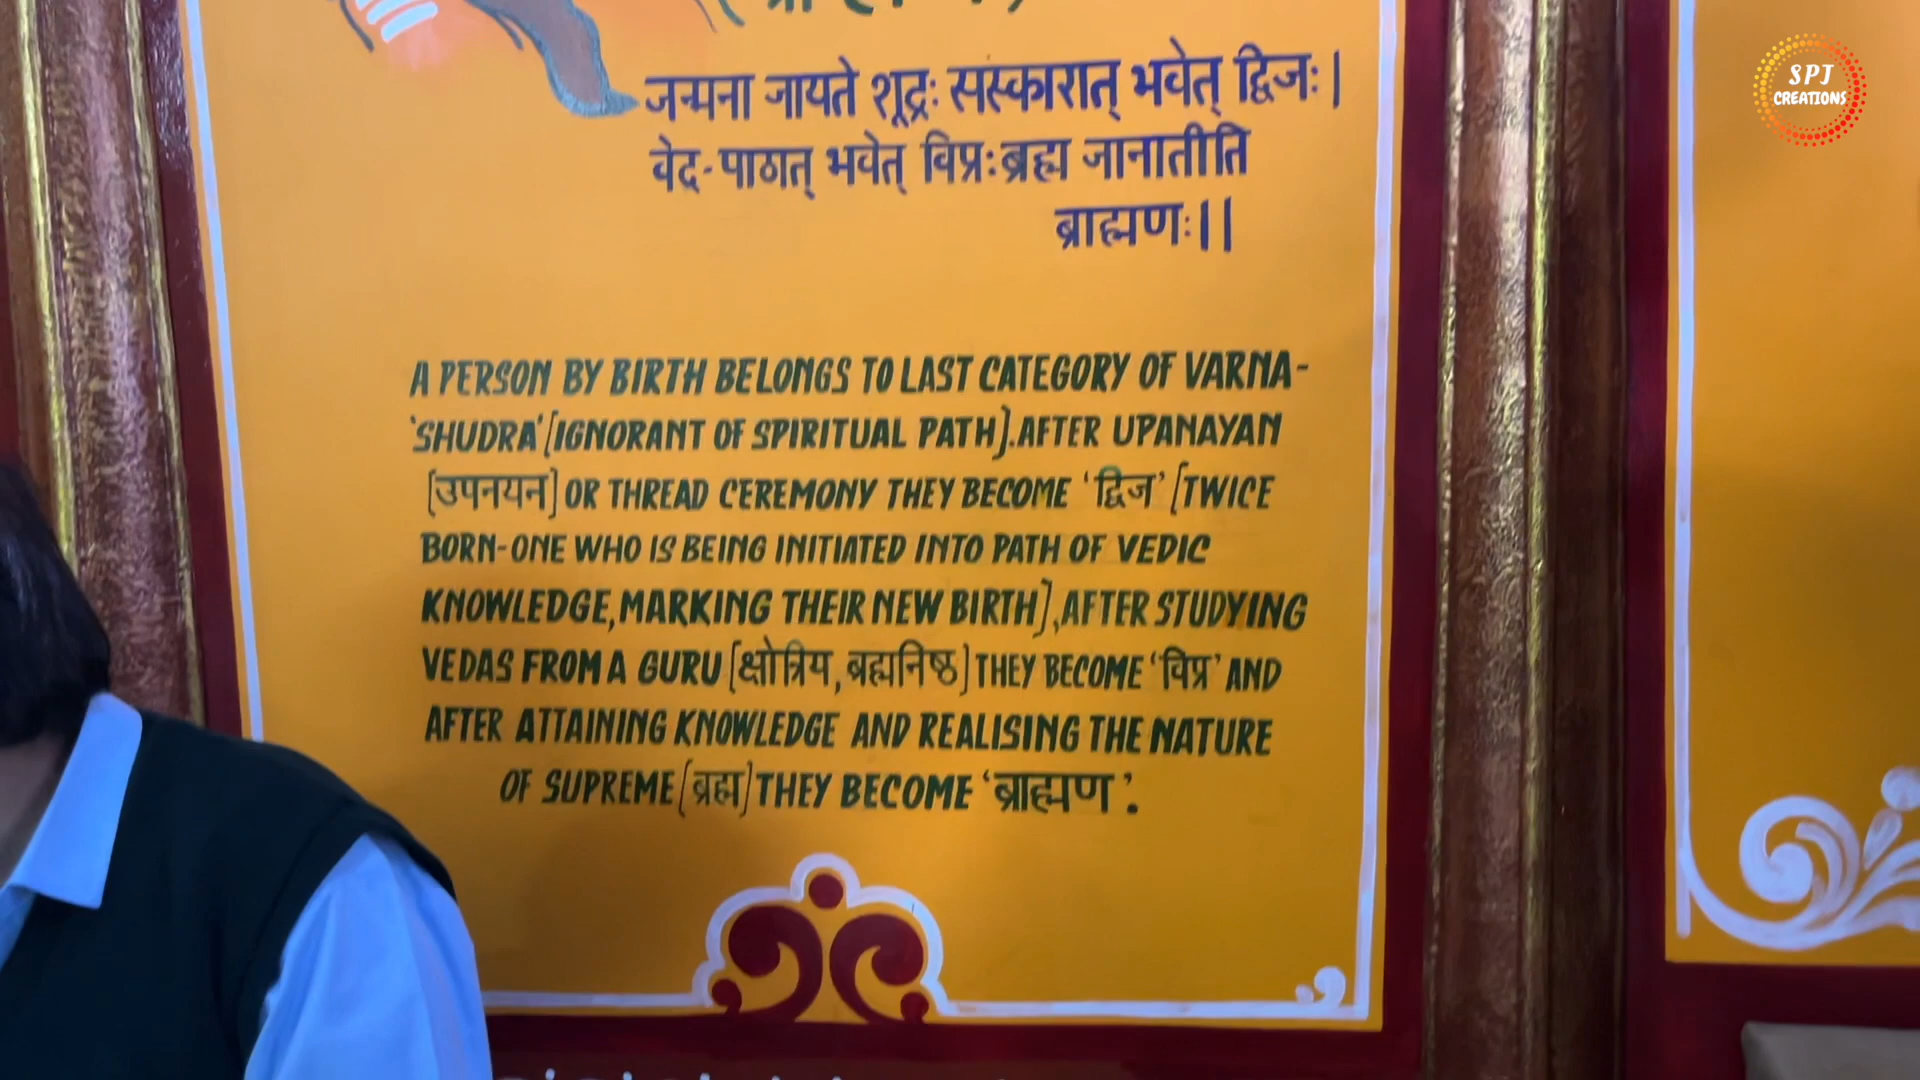 जन्मना जायते शूद्रः संस्कारात् भवेत् द्विजः|
वेद-पाठात् भवेत् विप्रःब्रह्म जानातीति
ब्राह्मणः||
A PERSON BY BIRTH BELONGS TO LAST CATEGORY OF VARNA-
'SHUDRA'[IGNORANT OF SPIRITUAL PATH].AFTER UPANAYAN
[उपनयन] OR THREAD CEREMONY THEY BECOME 'द्विज' [TWICE
BORN-ONE WHO IS BEING INITIATED INTO PATH OF VEDIC
KNOWLEDGE,MARKING THEIR NEW BIRTH],AFTER STUDYING
VEDAS FROM A GURU [क्षोत्रिय, ब्रह्मनिष्ठ] THEY BECOME 'विप्र' AND
AFTER ATTAINING KNOWLEDGE AND REALISING THE NATURE
OF SUPREME [ब्रह्म] THEY BECOME 'ब्राह्मण'.
SPJ
CREATIONS